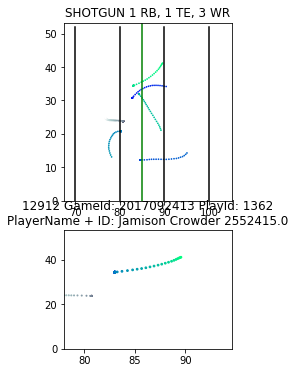 SHOTGUN 1 RB, 1 TE, 3 WR
50
40
30
20
10
0
70 80 90 100
12912 GameId: 2017092413 PlayId: 1362
PlayerName + ID: Jamison Crowder 2552415.0
40
20
0
80 85 90